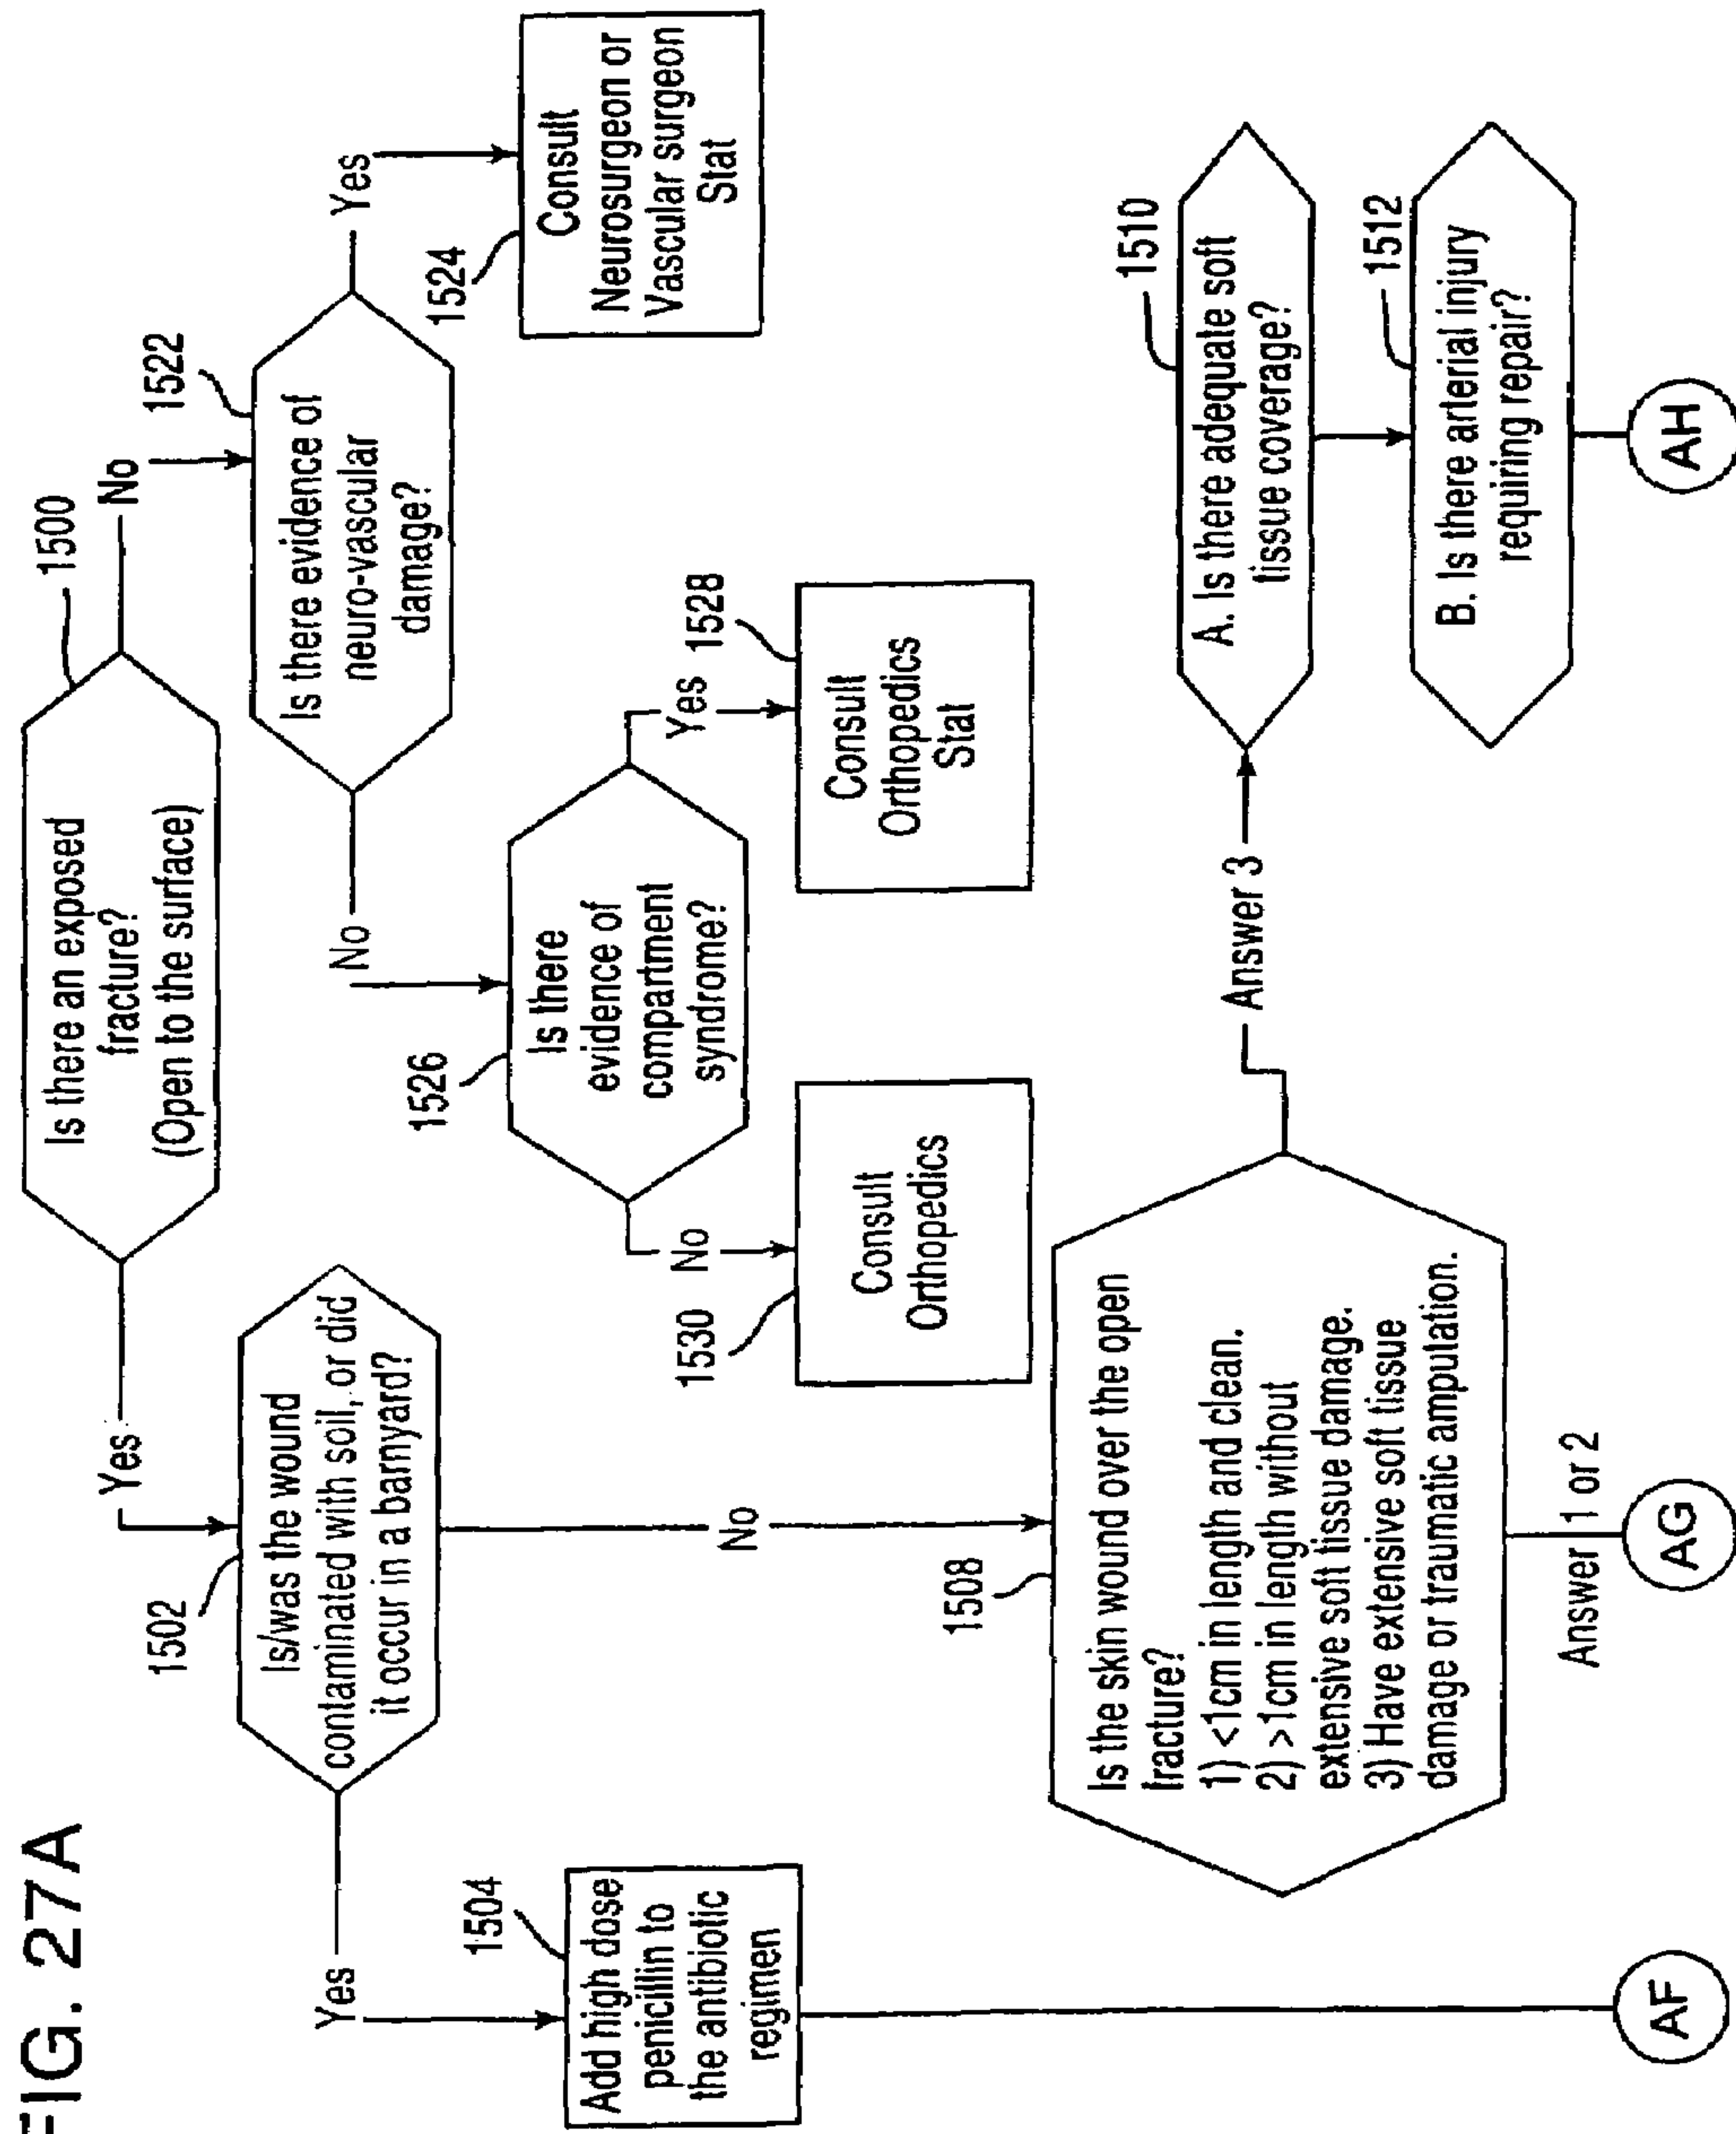 FIG. 27A
1500
Is there an exposed
fracture?
(Open to the surface)
Yes
No
1502
Is/was the wound
contaminated with soil, or did
it occur in a barnyard?
Yes
No
1522
Is there evidence of
neuro-vascular
damage?
No
Yes
1504
Add high dose
penicillin to
the antibiotic
regimen
1526
Is there
evidence of
compartment
syndrome?
No
Yes
1524
Consult
Neurosurgeon or
Vascular surgeon
Stat
1530
Consult
Orthopedics
1528
Consult
Orthopedics
Stat
1508
Is the skin wound over the open
fracture?
1) <1cm in length and clean.
2) >1cm in length without
extensive soft tissue damage.
3) Have extensive soft tissue
damage or traumatic amputation.
Answer 3
1510
A. Is there adequate soft
tissue coverage?
1512
B. Is there arterial injury
requiring repair?
Answer 1 or 2
AF
AG
AH